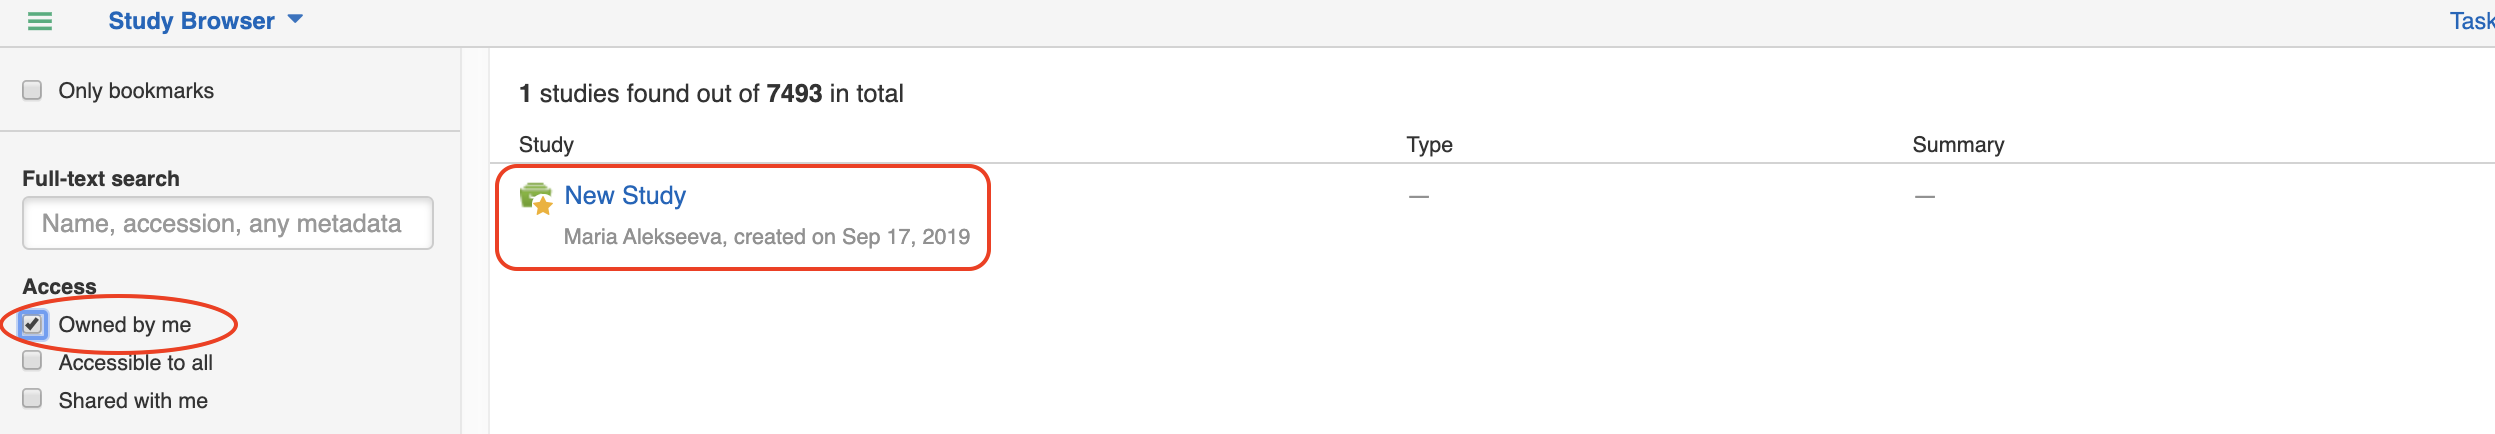 Study Browser
Task
Only bookmarks
Full-text search
Name, accession, any metadata
Access
Owned by me
Accessible to all
Shared with me
1 studies found out of 7493 in total
Study Type Summary
New Study — —
Maria Alekseeva, created on Sep 17, 2019